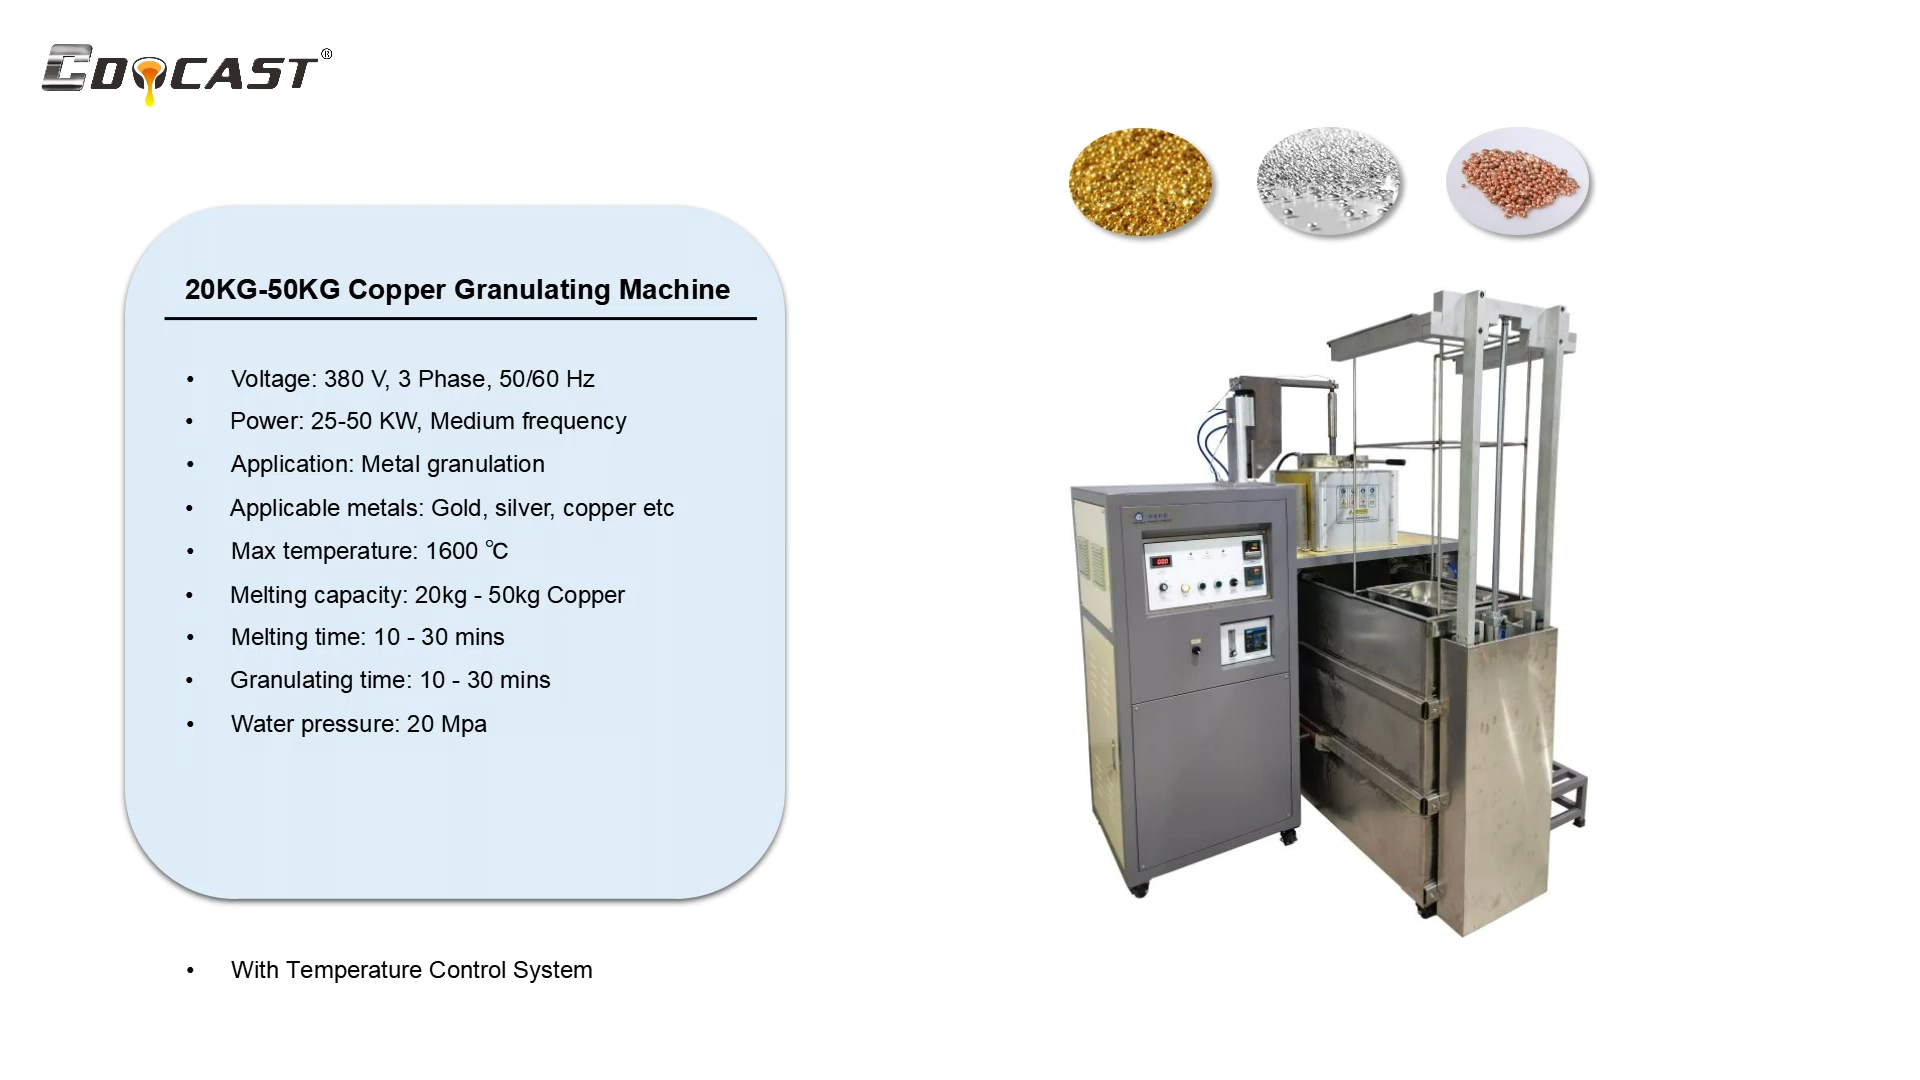 COOCAST®
20KG-50KG Copper Granulating Machine
• Voltage: 380 V, 3 Phase, 50/60 Hz
• Power: 25-50 KW, Medium frequency
• Application: Metal granulation
• Applicable metals: Gold, silver, copper etc
• Max temperature: 1600 ℃
• Melting capacity: 20kg - 50kg Copper
• Melting time: 10 - 30 mins
• Granulating time: 10 - 30 mins
• Water pressure: 20 Mpa
• With Temperature Control System